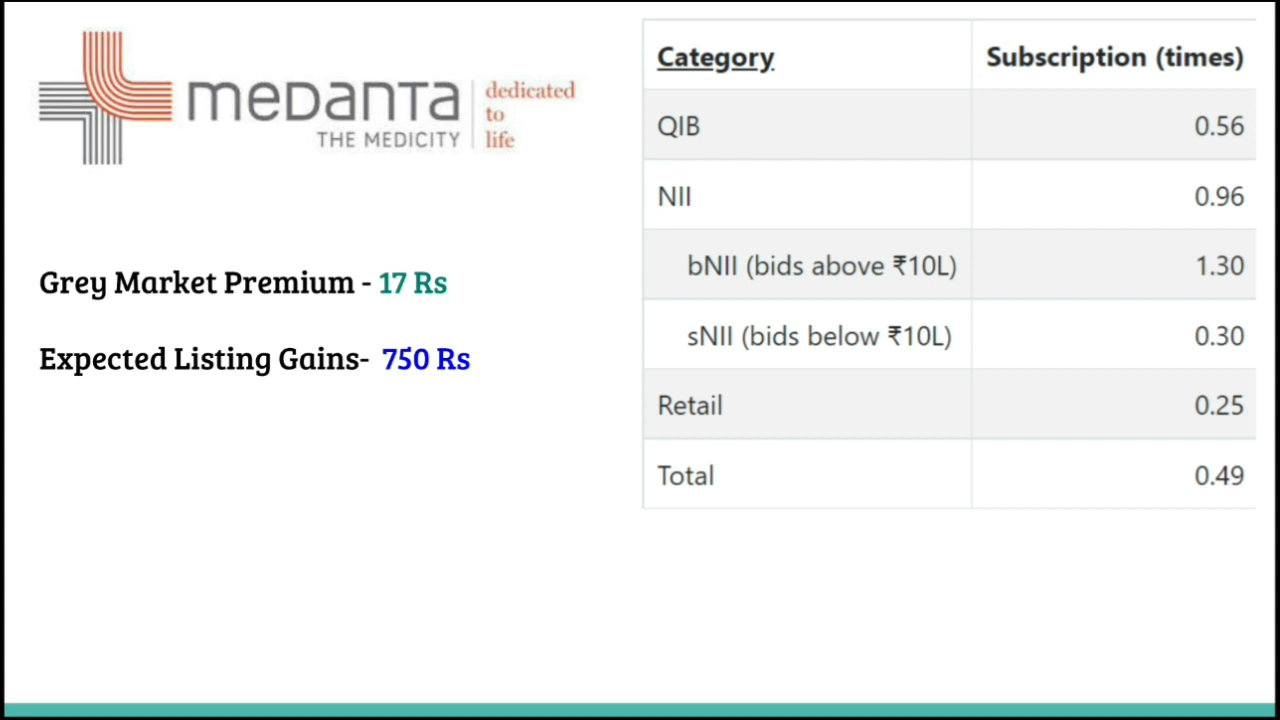 meDanTa
THE MEDICITY
dedicated
to
life
Grey Market Premium - 17 Rs
Expected Listing Gains- 750 Rs
Category Subscription (times)
QIB 0.56
NII 0.96
bNII (bids above ₹10L) 1.30
sNII (bids below ₹10L) 0.30
Retail 0.25
Total 0.49